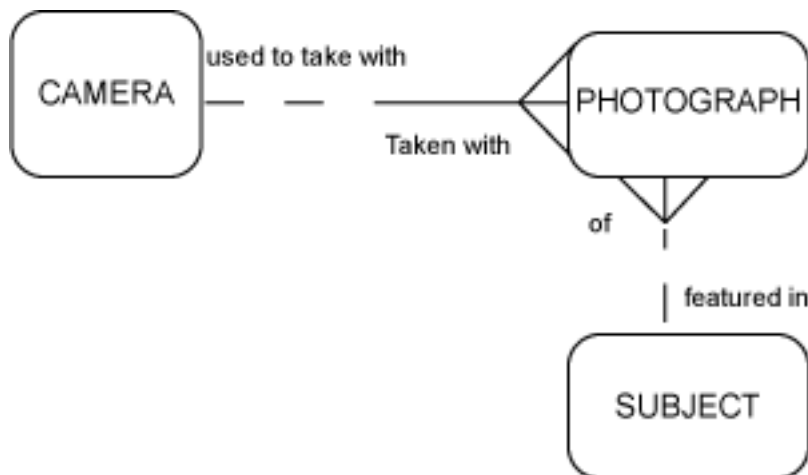 used to take with
CAMERA
PHOTOGRAPH
Taken with
of
featured in
SUBJECT